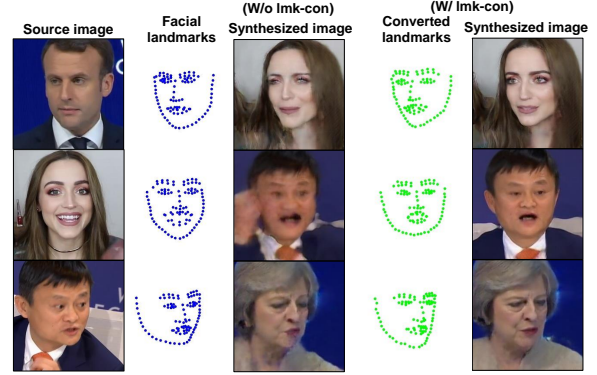 (W/o lmk-con)
(W/ lmk-con)
Source image
Facial
landmarks
Synthesized image
Converted
landmarks
Synthesized image